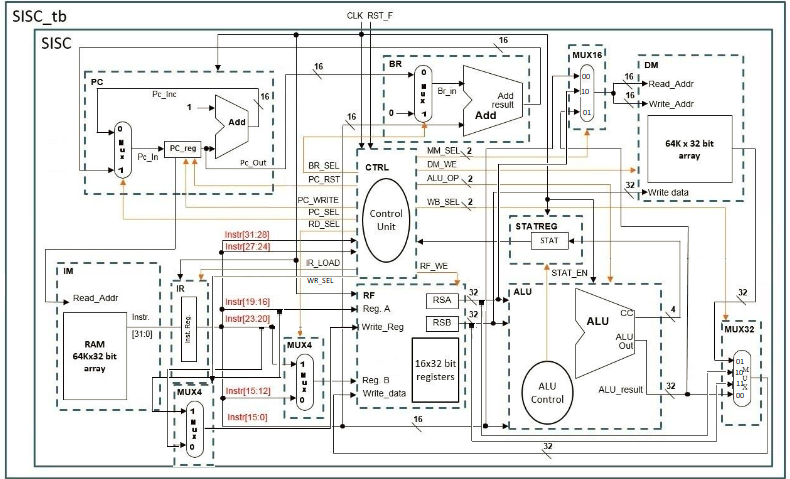 SISC_tb
CLK RST_F
SISC
16
PC
Pc_Inc
16
1
Add
0
Mux
1
Pc_In
PC_reg
Pc_Out
16
BR
0
Mux
1
0
Br_in
Add
result
Add
16
MUX16
00
10
01
16
16
DM
Read_Addr
Write_Addr
64K x 32 bit
array
32
Write data
BR_SEL
PC_RST
PC_WRITE
PC_SEL
RD_SEL
IR_LOAD
WR_SEL
CTRL
Control
Unit
MM_SEL 2
DM_WE
ALU_OP 2
WB_SEL 2
RF_WE
STATREG
STAT
STAT_EN
Instr[31:28]
Instr[27:24]
Instr[19:16]
Instr[23:20]
Instr[15:12]
Instr[15:0]
IM
Read_Addr
Instr.
[31:0]
RAM
64Kx32 bit
array
IR
Inst. Reg.
MUX4
1
Mux
0
MUX4
1
Mux
0
RF
Reg. A
Write_Reg
Reg. B
Write_data
RSA
RSB
32
32
16x32 bit
registers
16
ALU
ALU
CC
ALU
Out
ALU_result
ALU
Control
4
32
32
32
MUX32
01
10
11
00
MUX